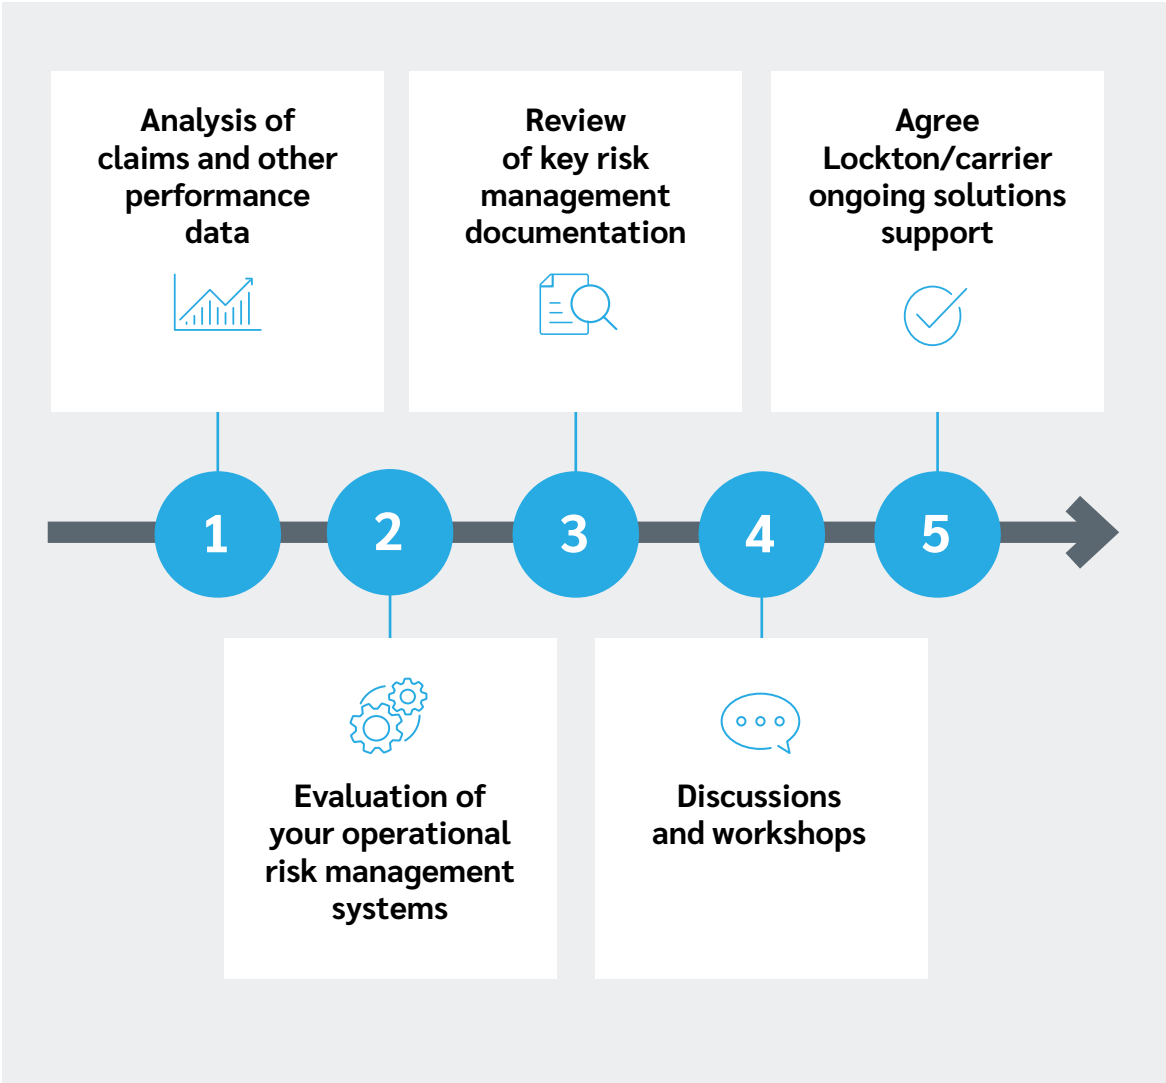 Analysis of
claims and other
performance
data
Review
of key risk
management
documentation
Agree
Lockton/carrier
ongoing solutions
support
1
2
3
4
5
Evaluation of
your operational
risk management
systems
Discussions
and workshops